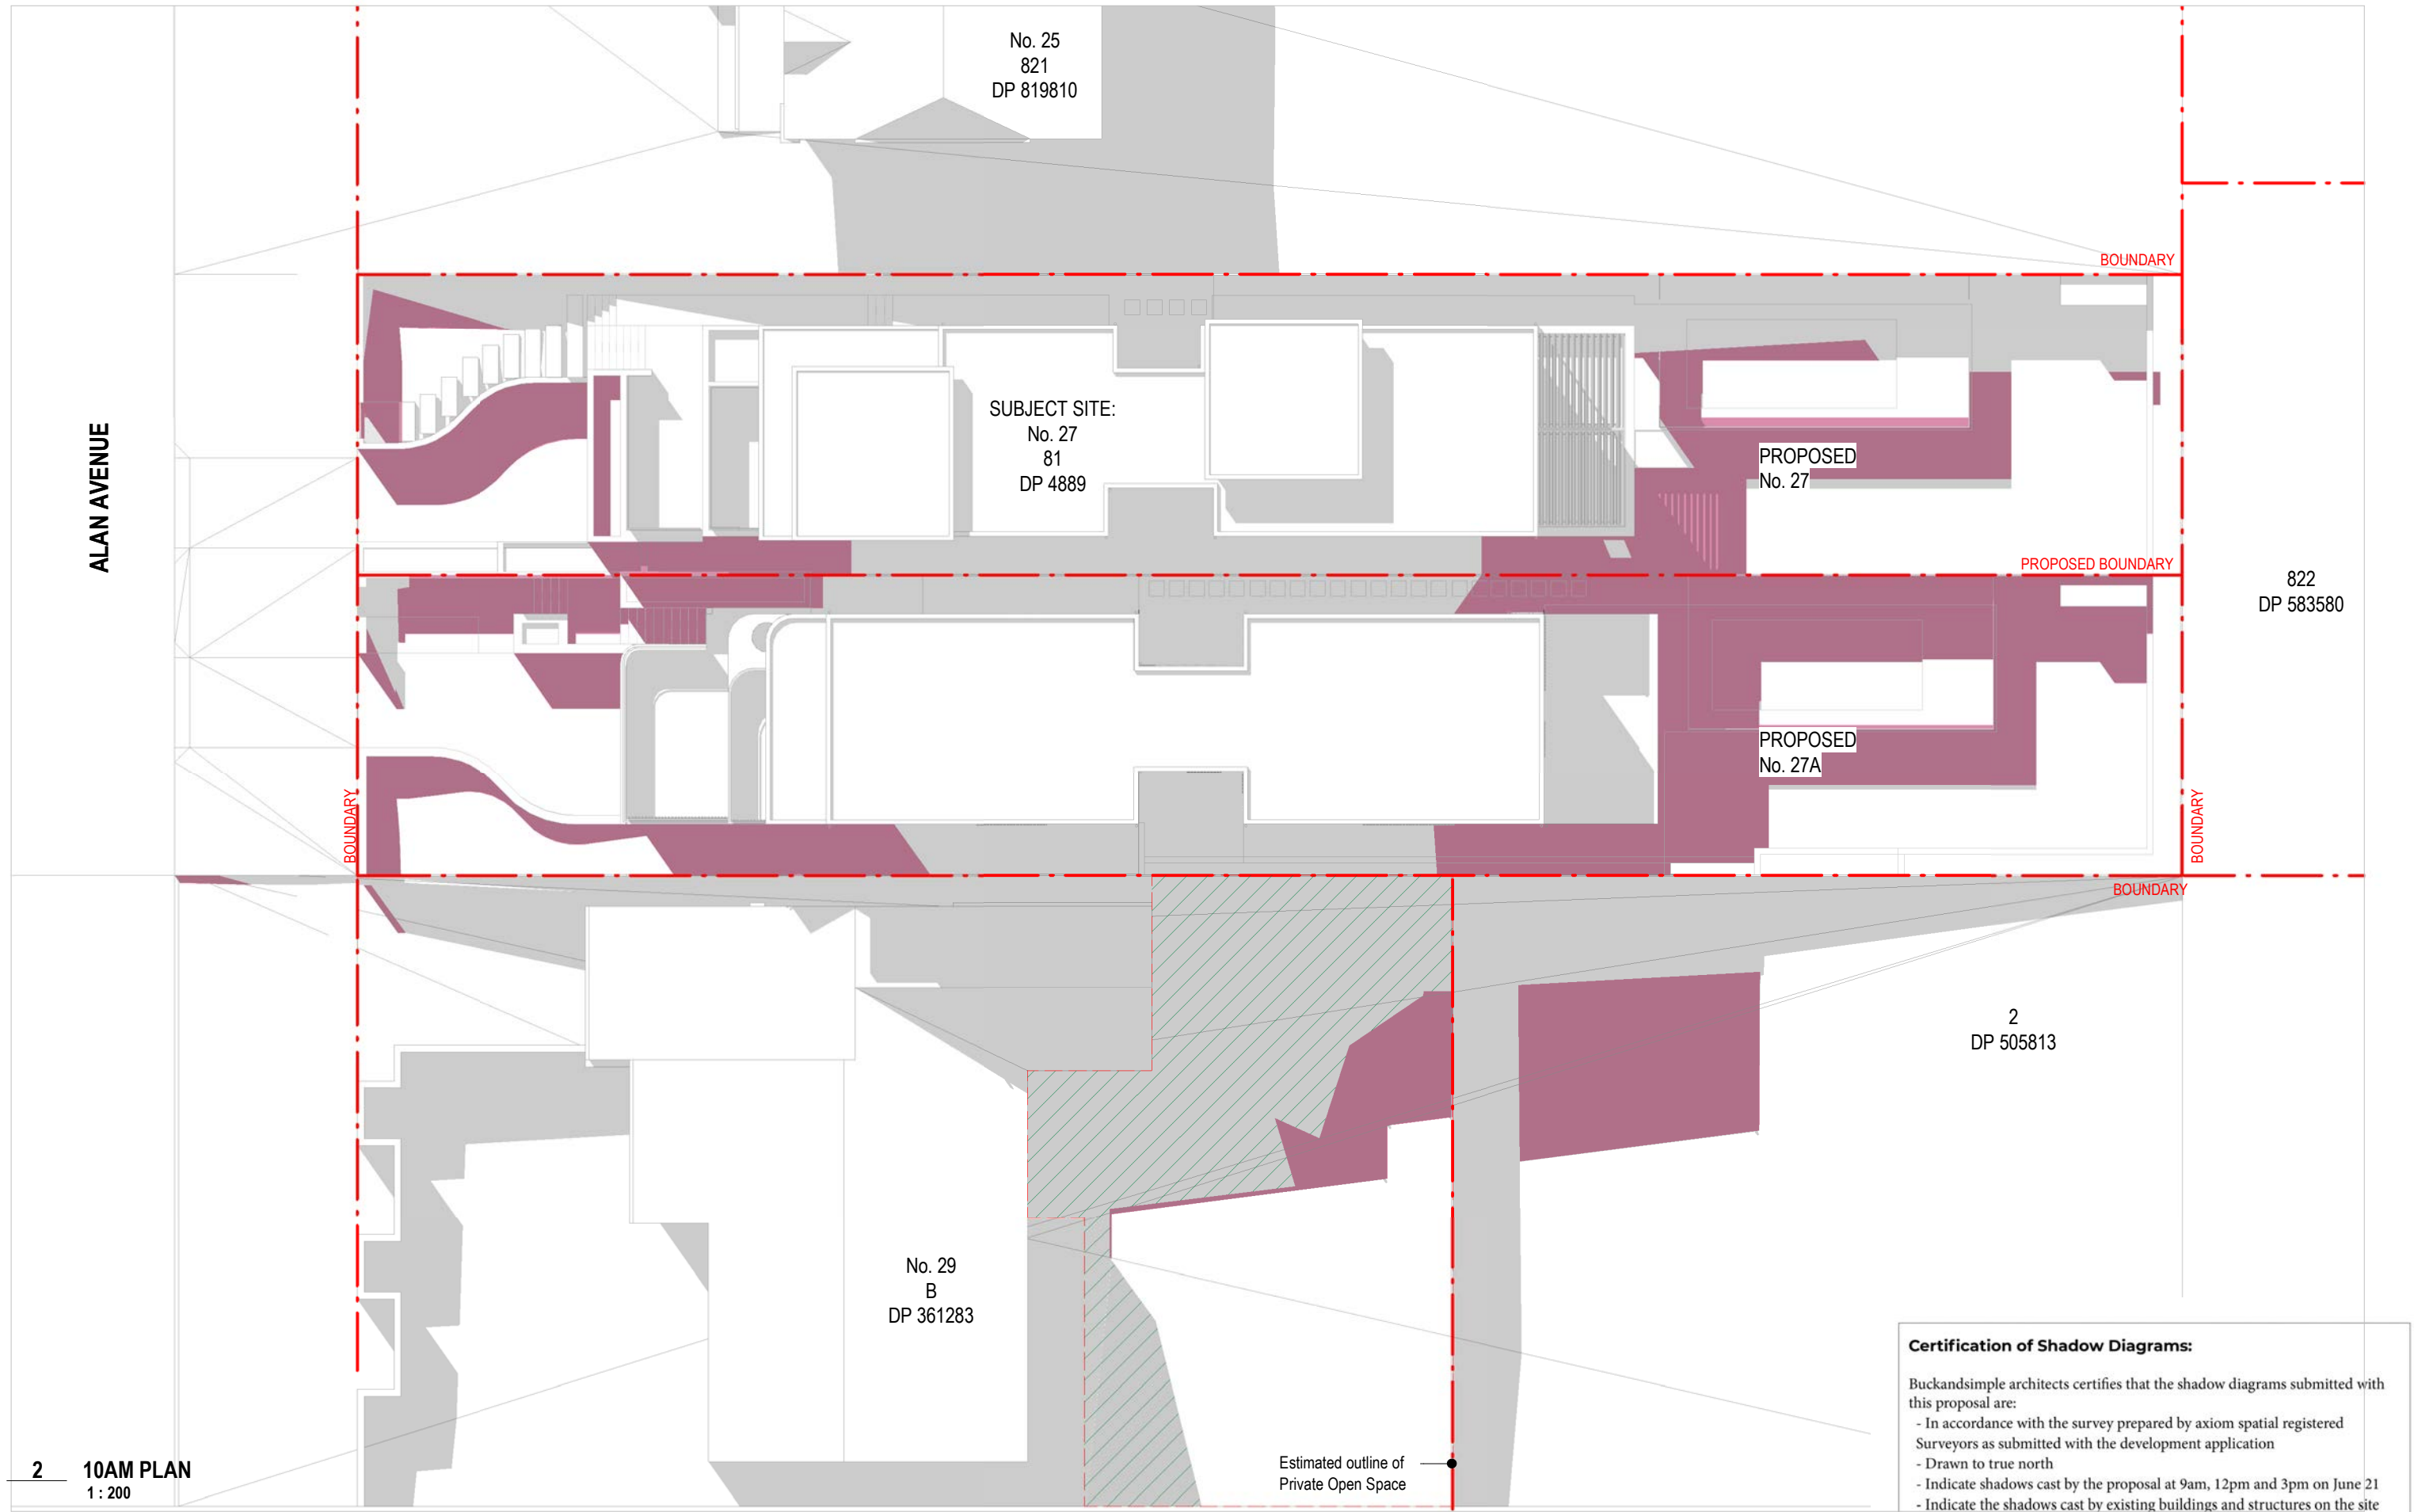 No. 25
821
DP 819810
BOUNDARY
ALAN AVENUE
SUBJECT SITE:
No. 27
81
DP 4889
PROPOSED
No. 27
PROPOSED BOUNDARY
822
DP 583580
PROPOSED
No. 27A
BOUNDARY
BOUNDARY
BOUNDARY
2
DP 505813
No. 29
B
DP 361283
Estimated outline of
Private Open Space
2 10AM PLAN
1 : 200
Certification of Shadow Diagrams:
Buckandsimple architects certifies that the shadow diagrams submitted with
this proposal are:
- In accordance with the survey prepared by axiom spatial registered
Surveyors as submitted with the development application
- Drawn to true north
- Indicate shadows cast by the proposal at 9am, 12pm and 3pm on June 21
- Indicate the shadows cast by existing buildings and structures on the site